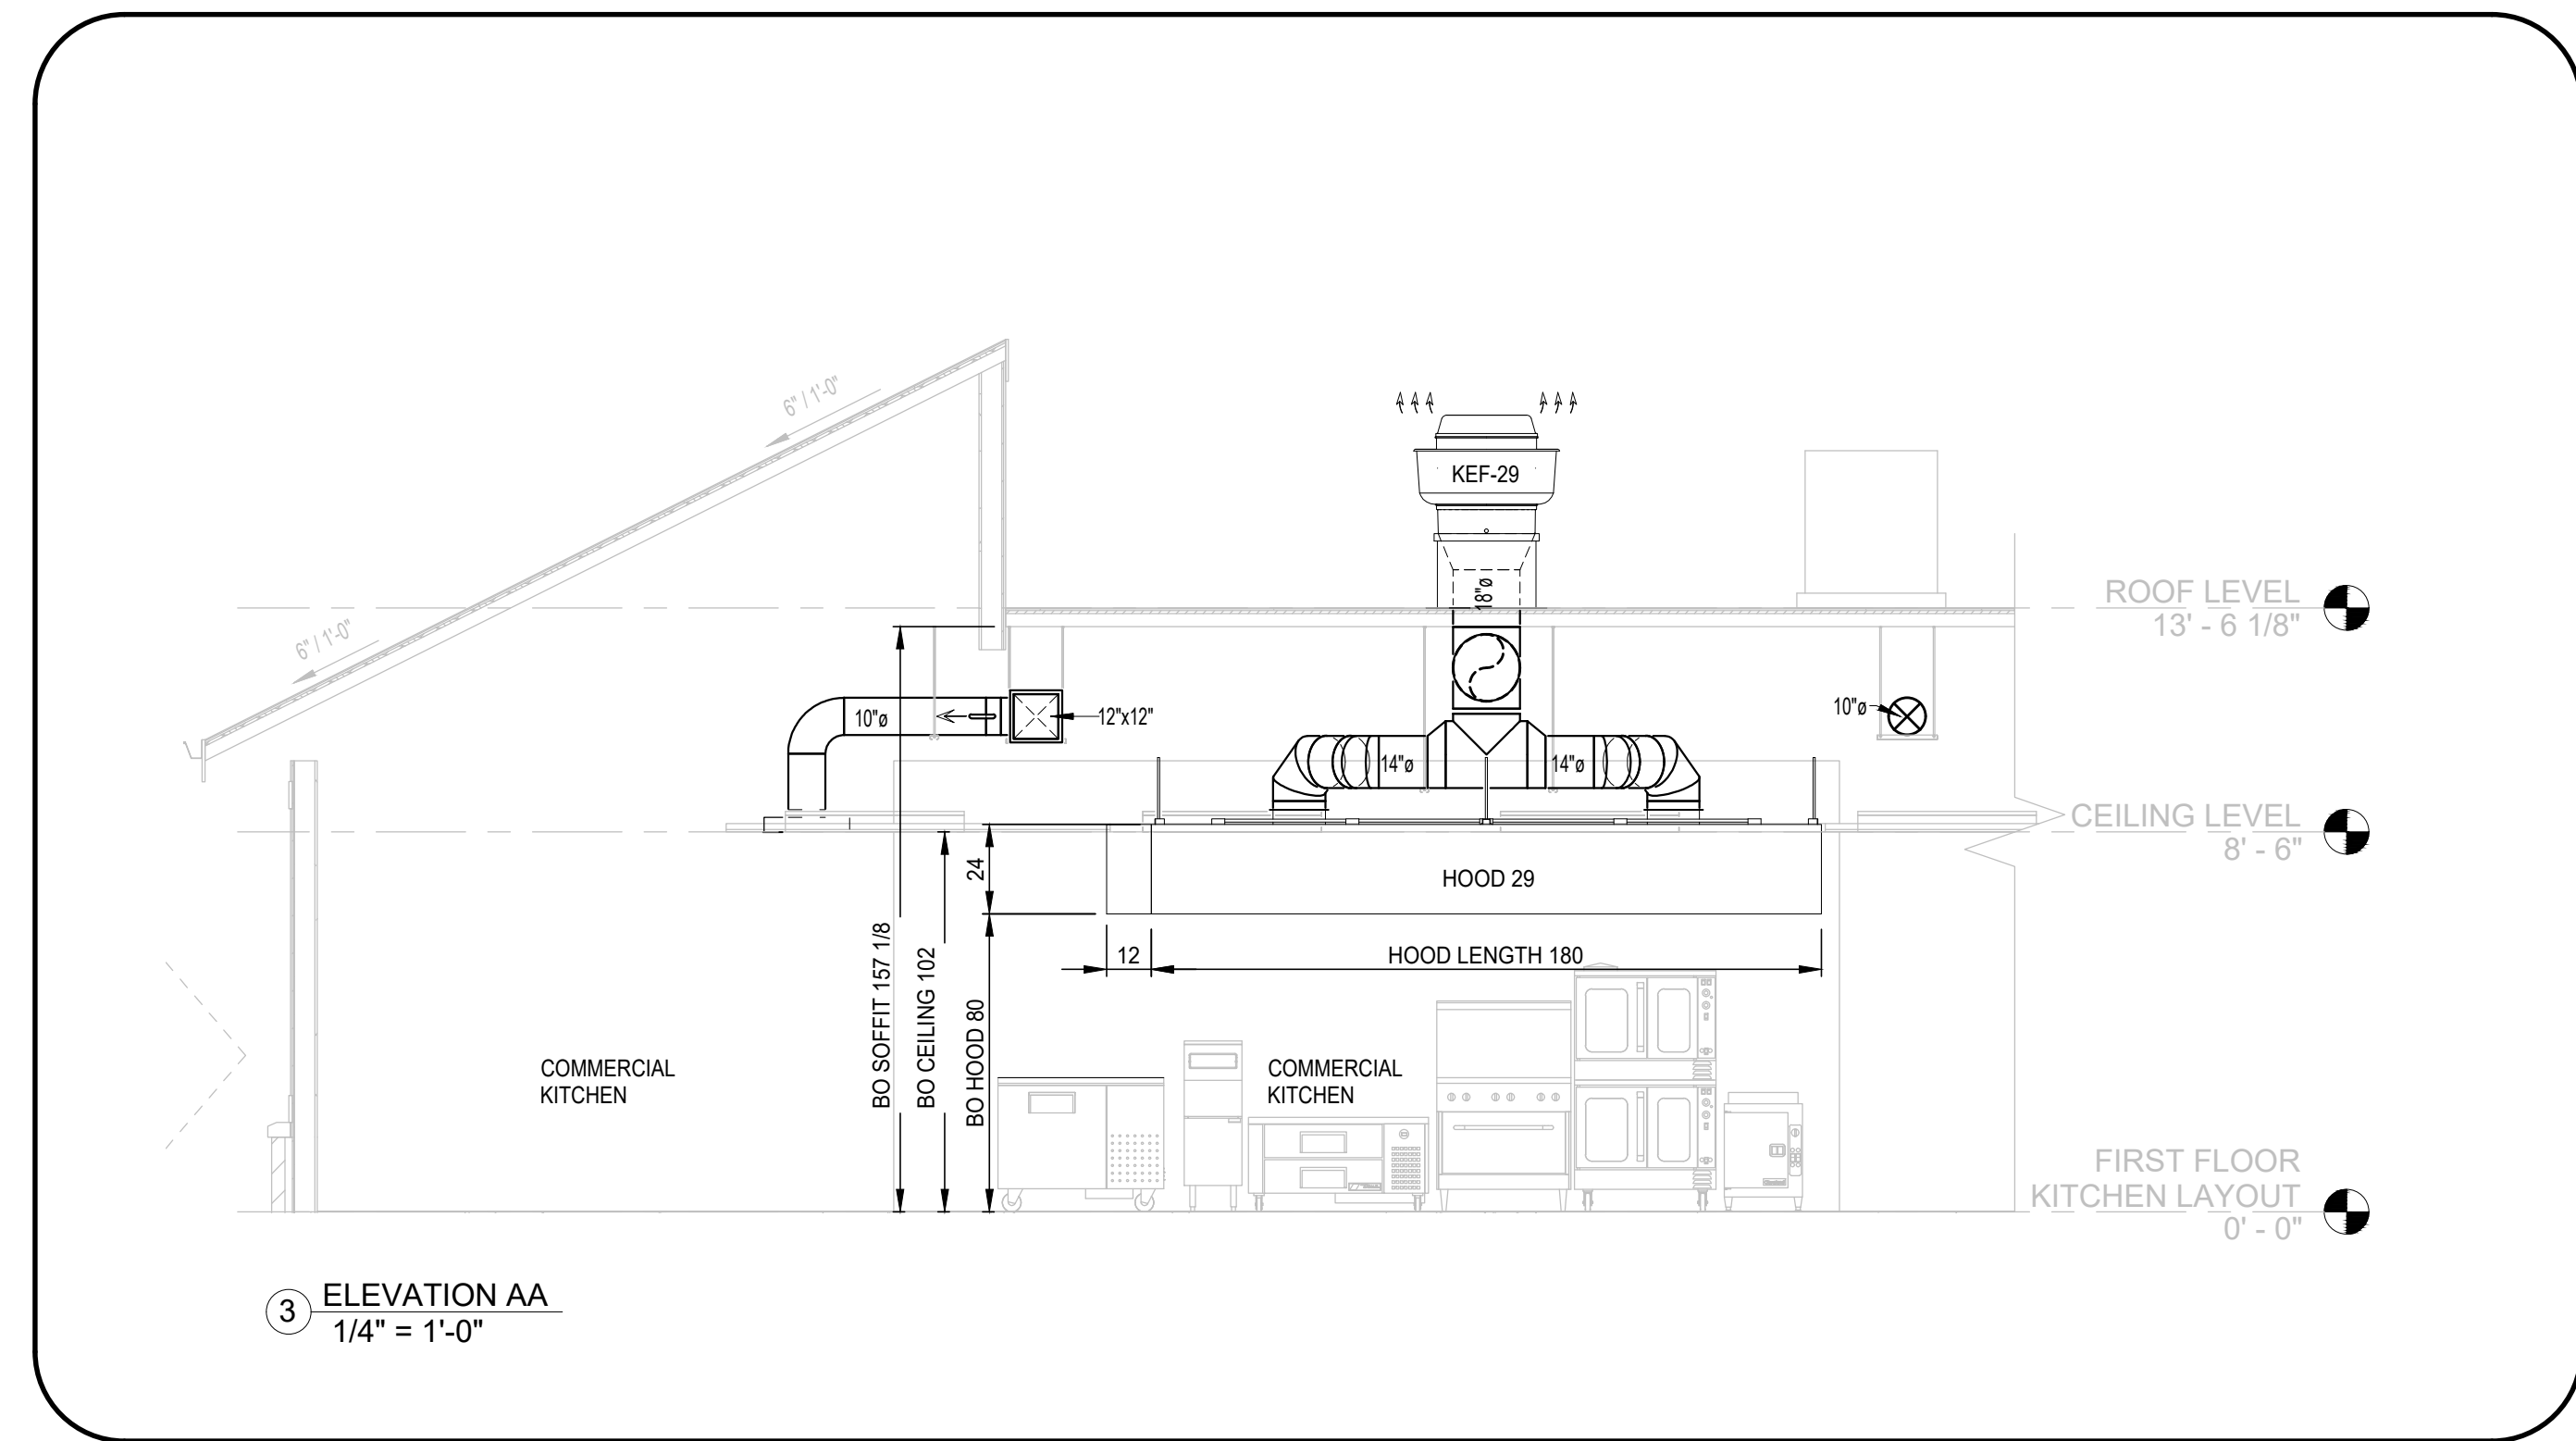 6" / 1'-0"
6" / 1'-0"
KEF-29
18"ø
ROOF LEVEL
13' - 6 1/8"
10"ø
12"x12"
10"ø
14"ø
14"ø
CEILING LEVEL
8' - 6"
24
HOOD 29
12
HOOD LENGTH 180
BO SOFFIT 157 1/8
BO CEILING 102
BO HOOD 80
COMMERCIAL
KITCHEN
COMMERCIAL
KITCHEN
FIRST FLOOR
KITCHEN LAYOUT
0' - 0"
3
ELEVATION AA
1/4" = 1'-0"